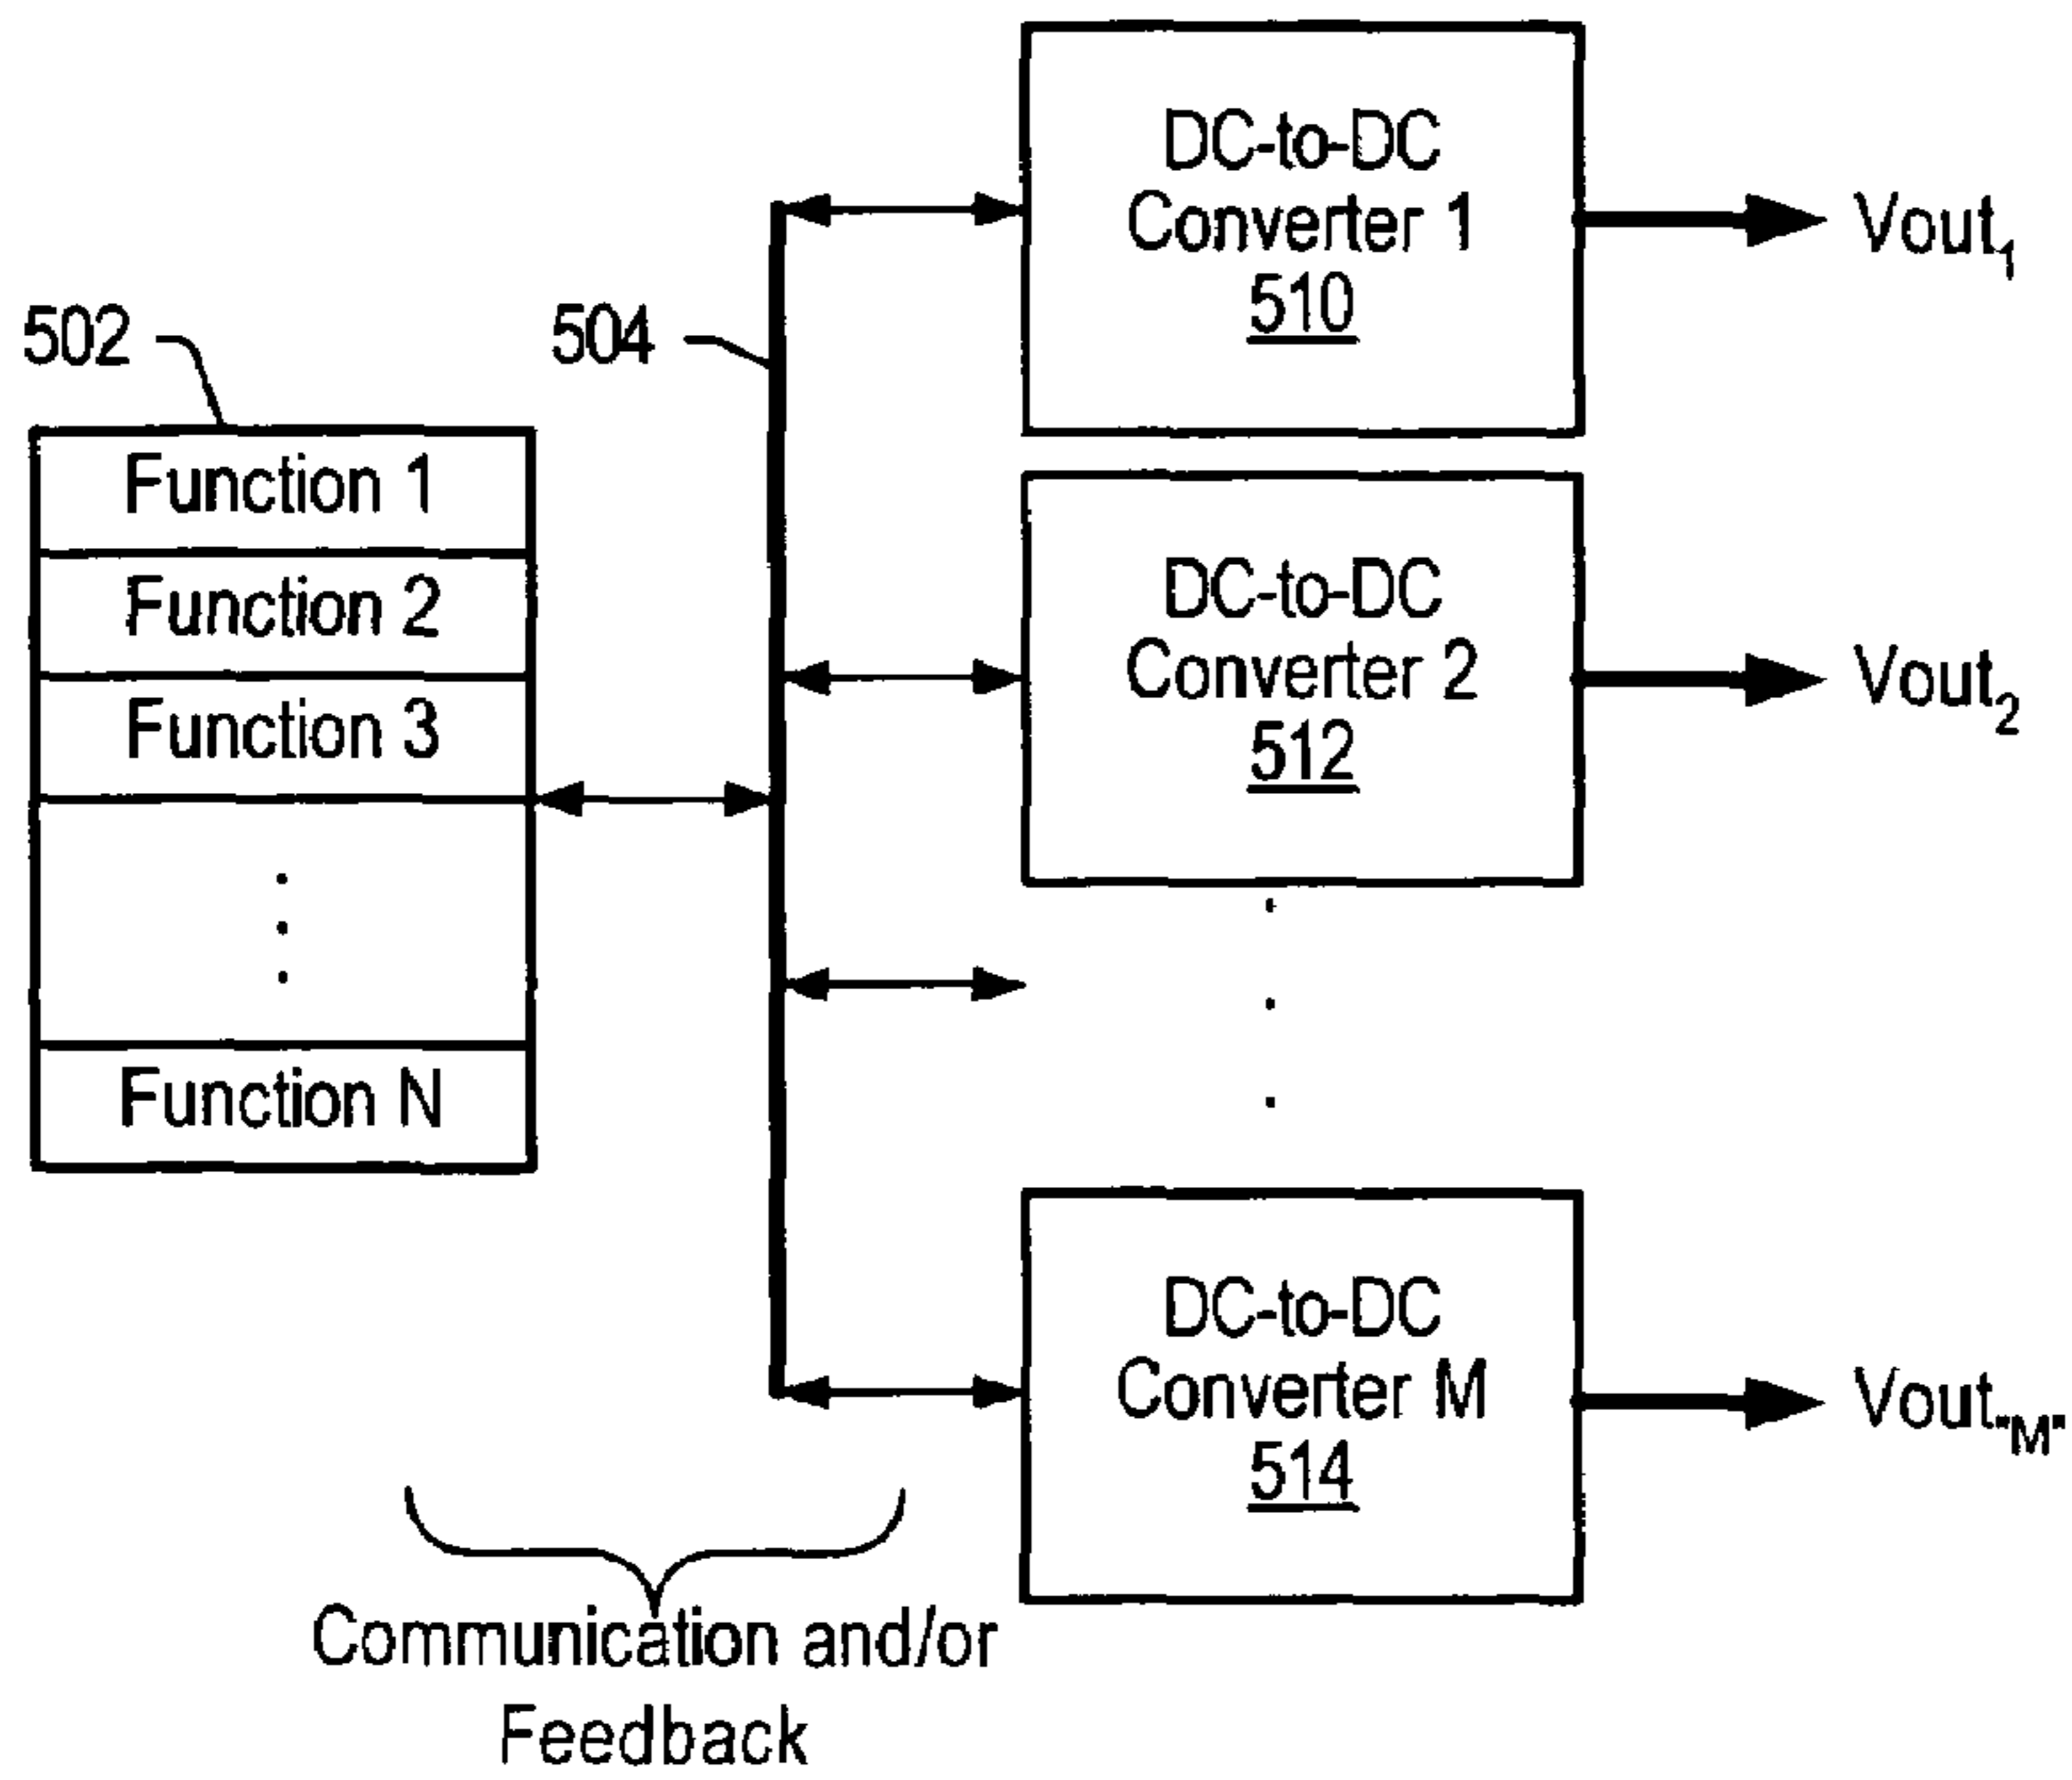 502
Function 1
Function 2
Function 3
Function N
504
DC-to-DC
Converter 1
510
Vout1
DC-to-DC
Converter 2
512
Vout2
DC-to-DC
Converter M
514
Vout"M"
Communication and/or
Feedback